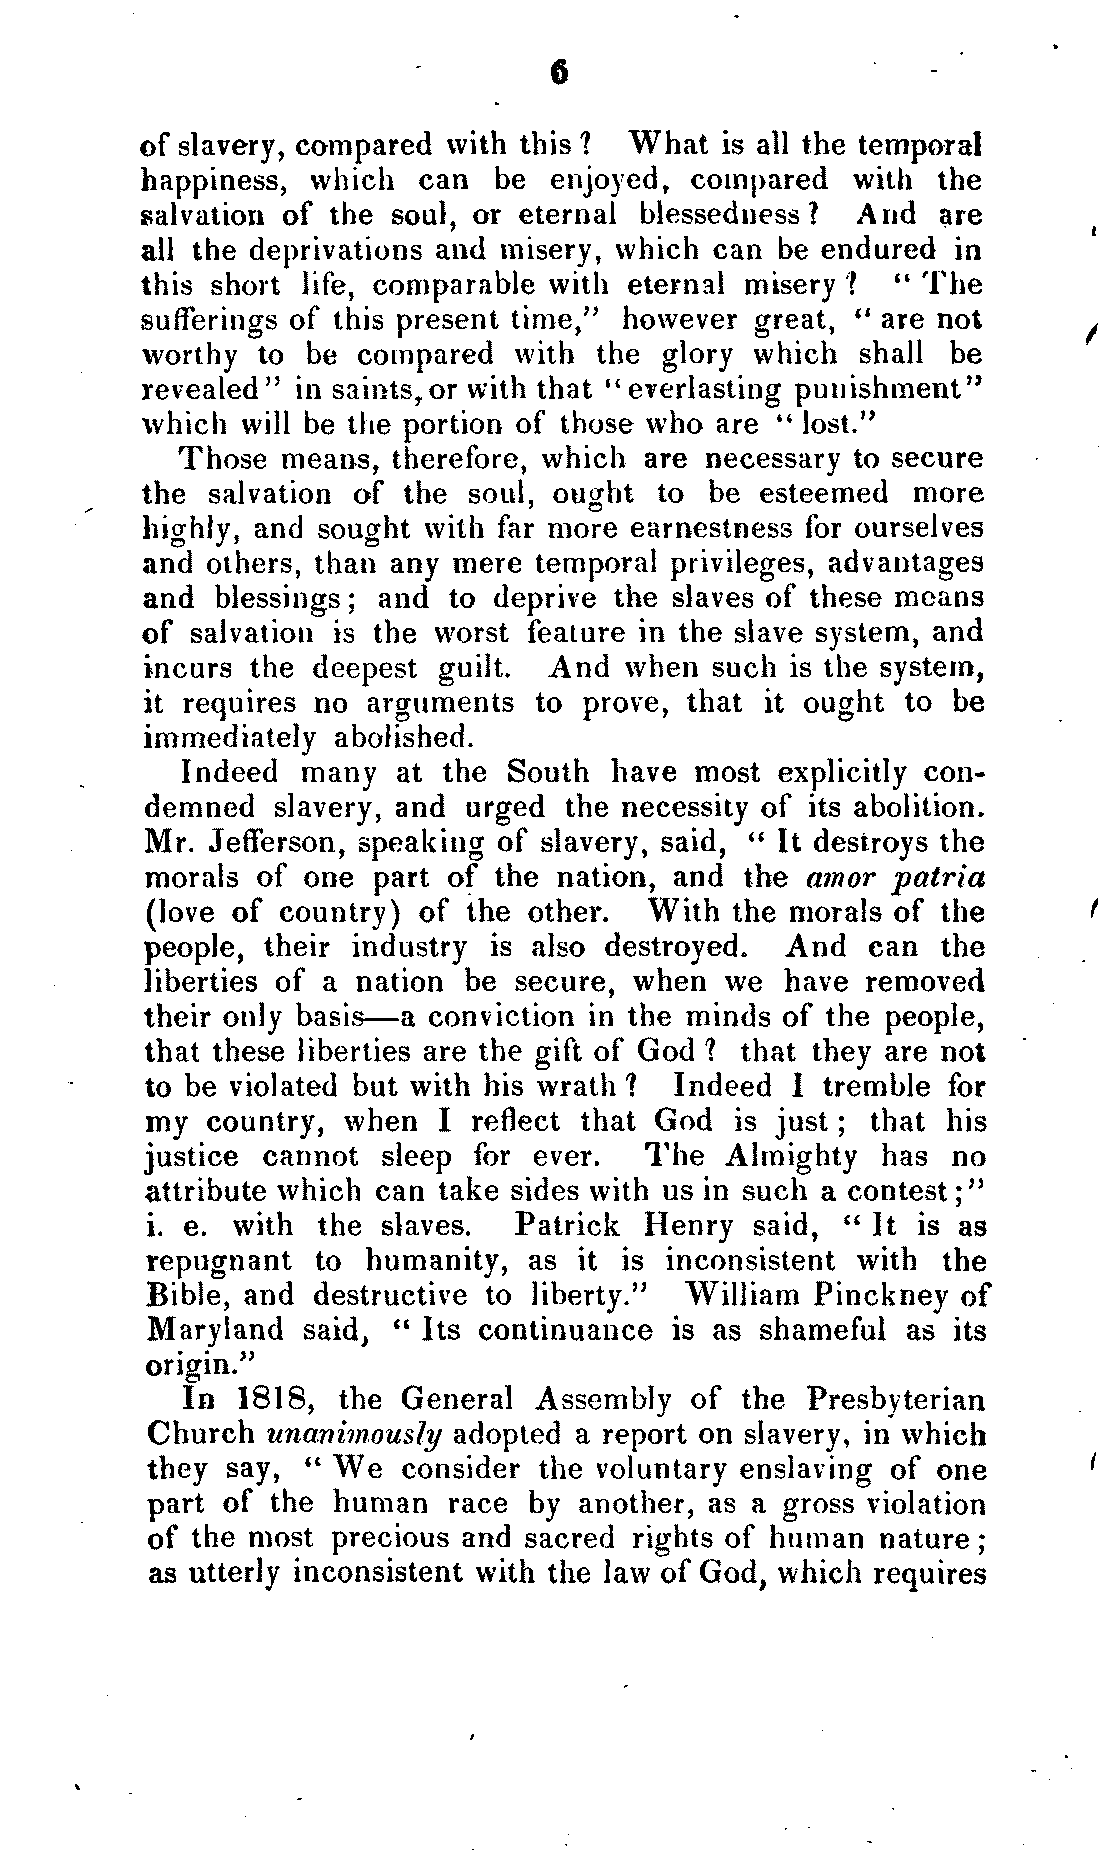 6
of slavery, compared with this? What is all the temporal
happiness, which can be enjoyed, compared with the
salvation of the soul, or eternal blessedness? And are
all the deprivations and misery, which can be endured in
this short life, comparable with eternal misery? “ The
sufferings of this present time,” however great, “ are not
worthy to be compared with the glory which shall be
revealed” in saints, or with that “everlasting punishment”
which will be the portion of those who are “ lost.”
Those means, therefore, which are necessary to secure
the salvation of the soul, ought to be esteemed more
highly, and sought with far more earnestness for ourselves
and others, than any mere temporal privileges, advantages
and blessings; and to deprive the slaves of these means
of salvation is the worst feature in the slave system, and
incurs the deepest guilt. And when such is the system,
it requires no arguments to prove, that it ought to be
immediately abolished.
Indeed many at the South have most explicitly con-
demned slavery, and urged the necessity of its abolition.
Mr. Jefferson, speaking of slavery, said, “ It destroys the
morals of one part of the nation, and the amor patria
(love of country) of the other. With the morals of the
people, their industry is also destroyed. And can the
liberties of a nation be secure, when we have removed
their only basis—a conviction in the minds of the people,
that these liberties are the gift of God? that they are not
to be violated but with his wrath? Indeed I tremble for
my country, when I reflect that God is just; that his
justice cannot sleep for ever. The Almighty has no
attribute which can take sides with us in such a contest;”
i. e. with the slaves. Patrick Henry said, “ It is as
repugnant to humanity, as it is inconsistent with the
Bible, and destructive to liberty.” William Pinckney of
Maryland said, “ Its continuance is as shameful as its
origin.”
In 1818, the General Assembly of the Presbyterian
Church unanimously adopted a report on slavery, in which
they say, “ We consider the voluntary enslaving of one
part of the human race by another, as a gross violation
of the most precious and sacred rights of human nature;
as utterly inconsistent with the law of God, which requires